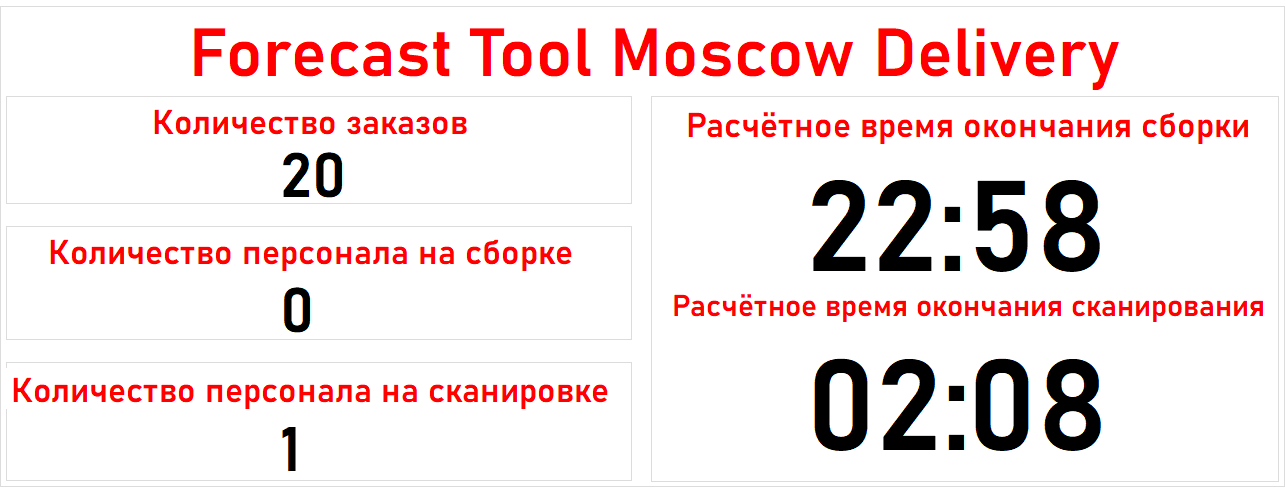 Forecast Tool Moscow Delivery
Количество заказов
20
Количество персонала на сборке
0
Количество персонала на сканировке
1
Расчётное время окончания сборки
22:58
Расчётное время окончания сканирования
02:08